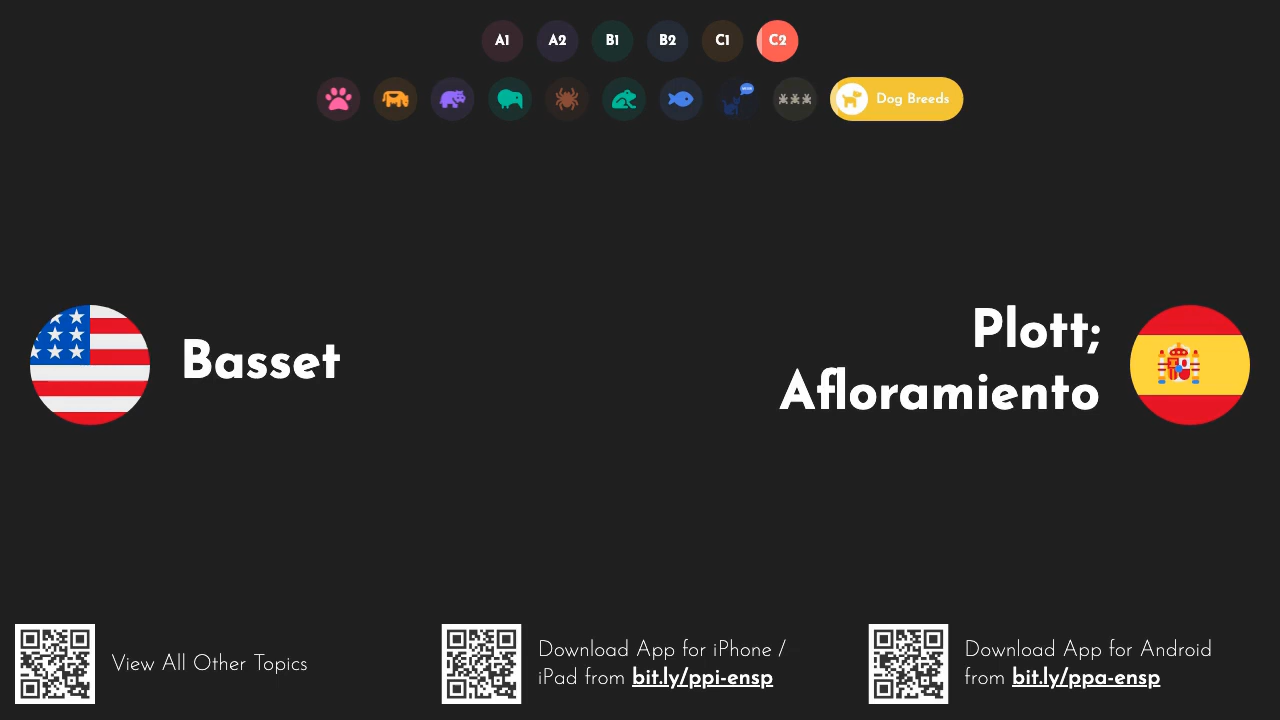 A1 A2 B1 B2 C1 C2
Dog Breeds
Basset
Plott;
Afloramiento
View All Other Topics
Download App for iPhone /
iPad from bit.ly/ppi-ensp
Download App for Android
from bit.ly/ppa-ensp